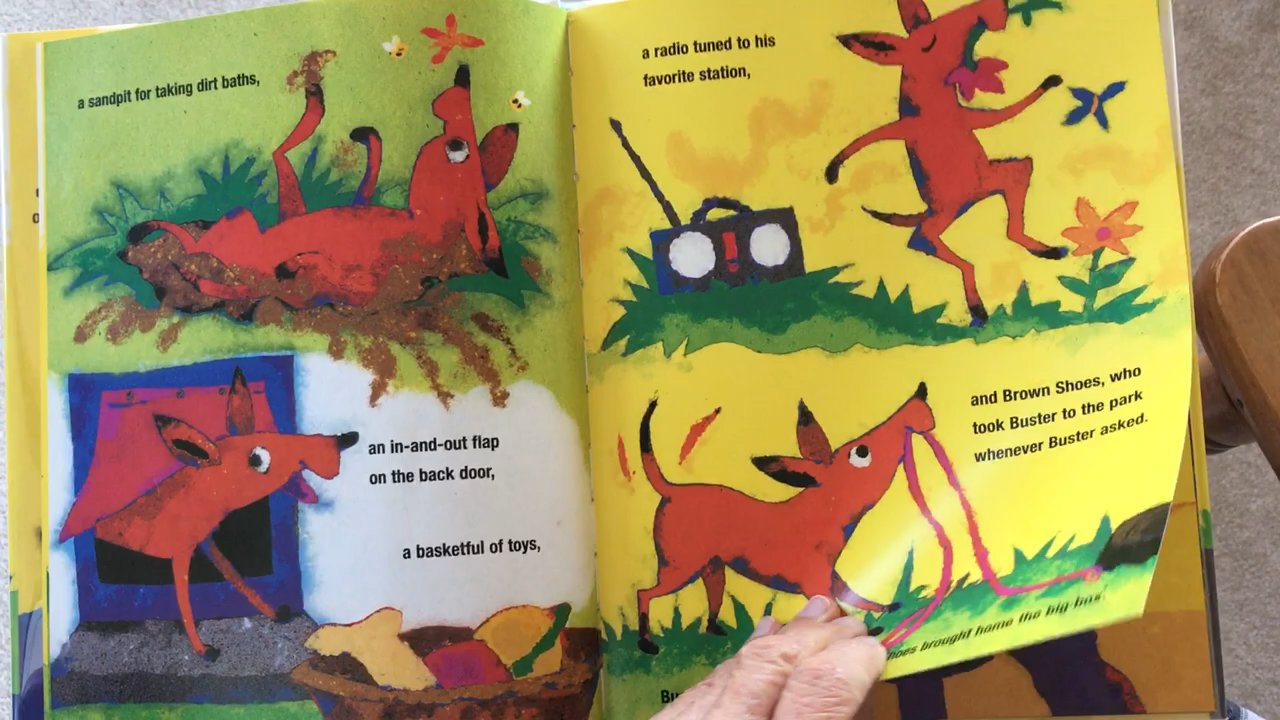 a sandpit for taking dirt baths,
an in-and-out flap
on the back door,
a basketful of toys,
a radio tuned to his
favorite station,
and Brown Shoes, who
took Buster to the park
whenever Buster asked.
brought home the big-box